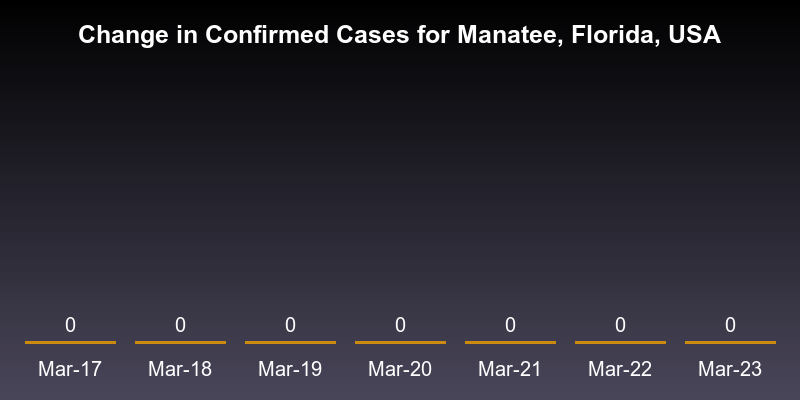 Change in Confirmed Cases for Manatee, Florida, USA
0 0 0 0 0 0 0
Mar-17 Mar-18 Mar-19 Mar-20 Mar-21 Mar-22 Mar-23